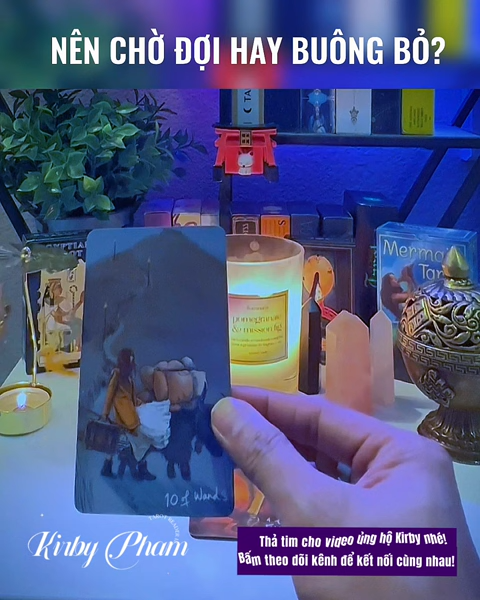 NÊN CHỜ ĐỢI HAY BUÔNG BỎ?
TA
Mermaid
Tarot
pomegranate
& mission fig
10 of Wands
Kirby Pham
Thả tim cho video ủng hộ Kirby nhé!
Bấm theo dõi kênh để kết nối cùng nhau!